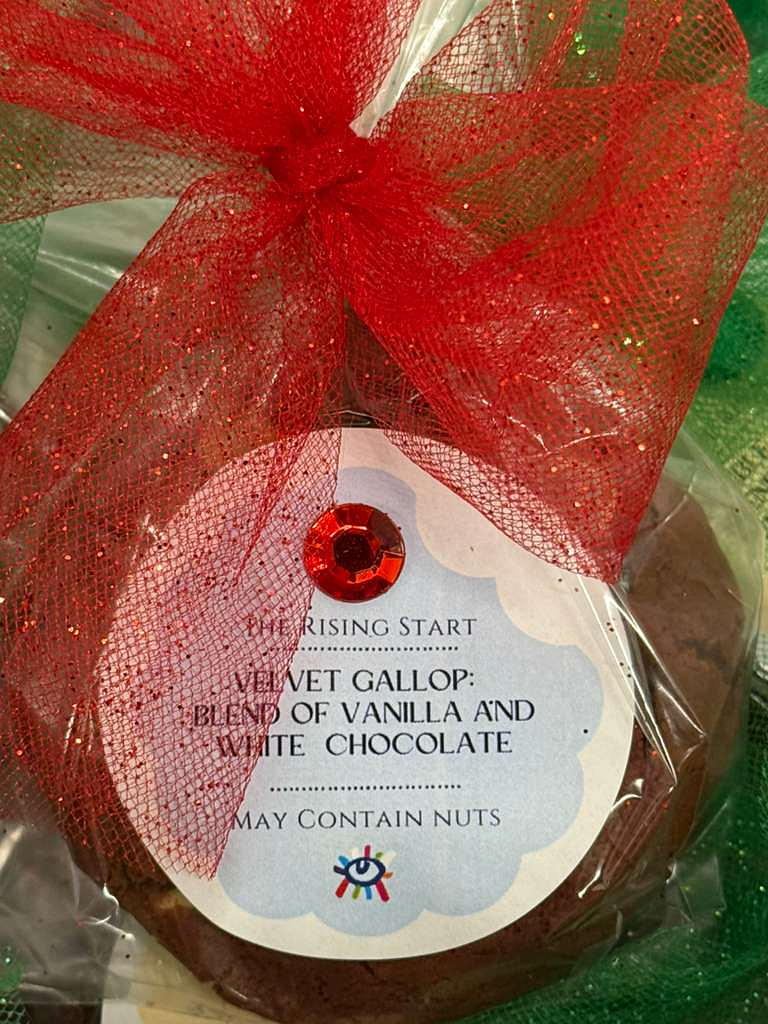 The Rising Start
VELVET GALLOP:
BLEND OF VANILLA AND
WHITE CHOCOLATE
May Contain nuts